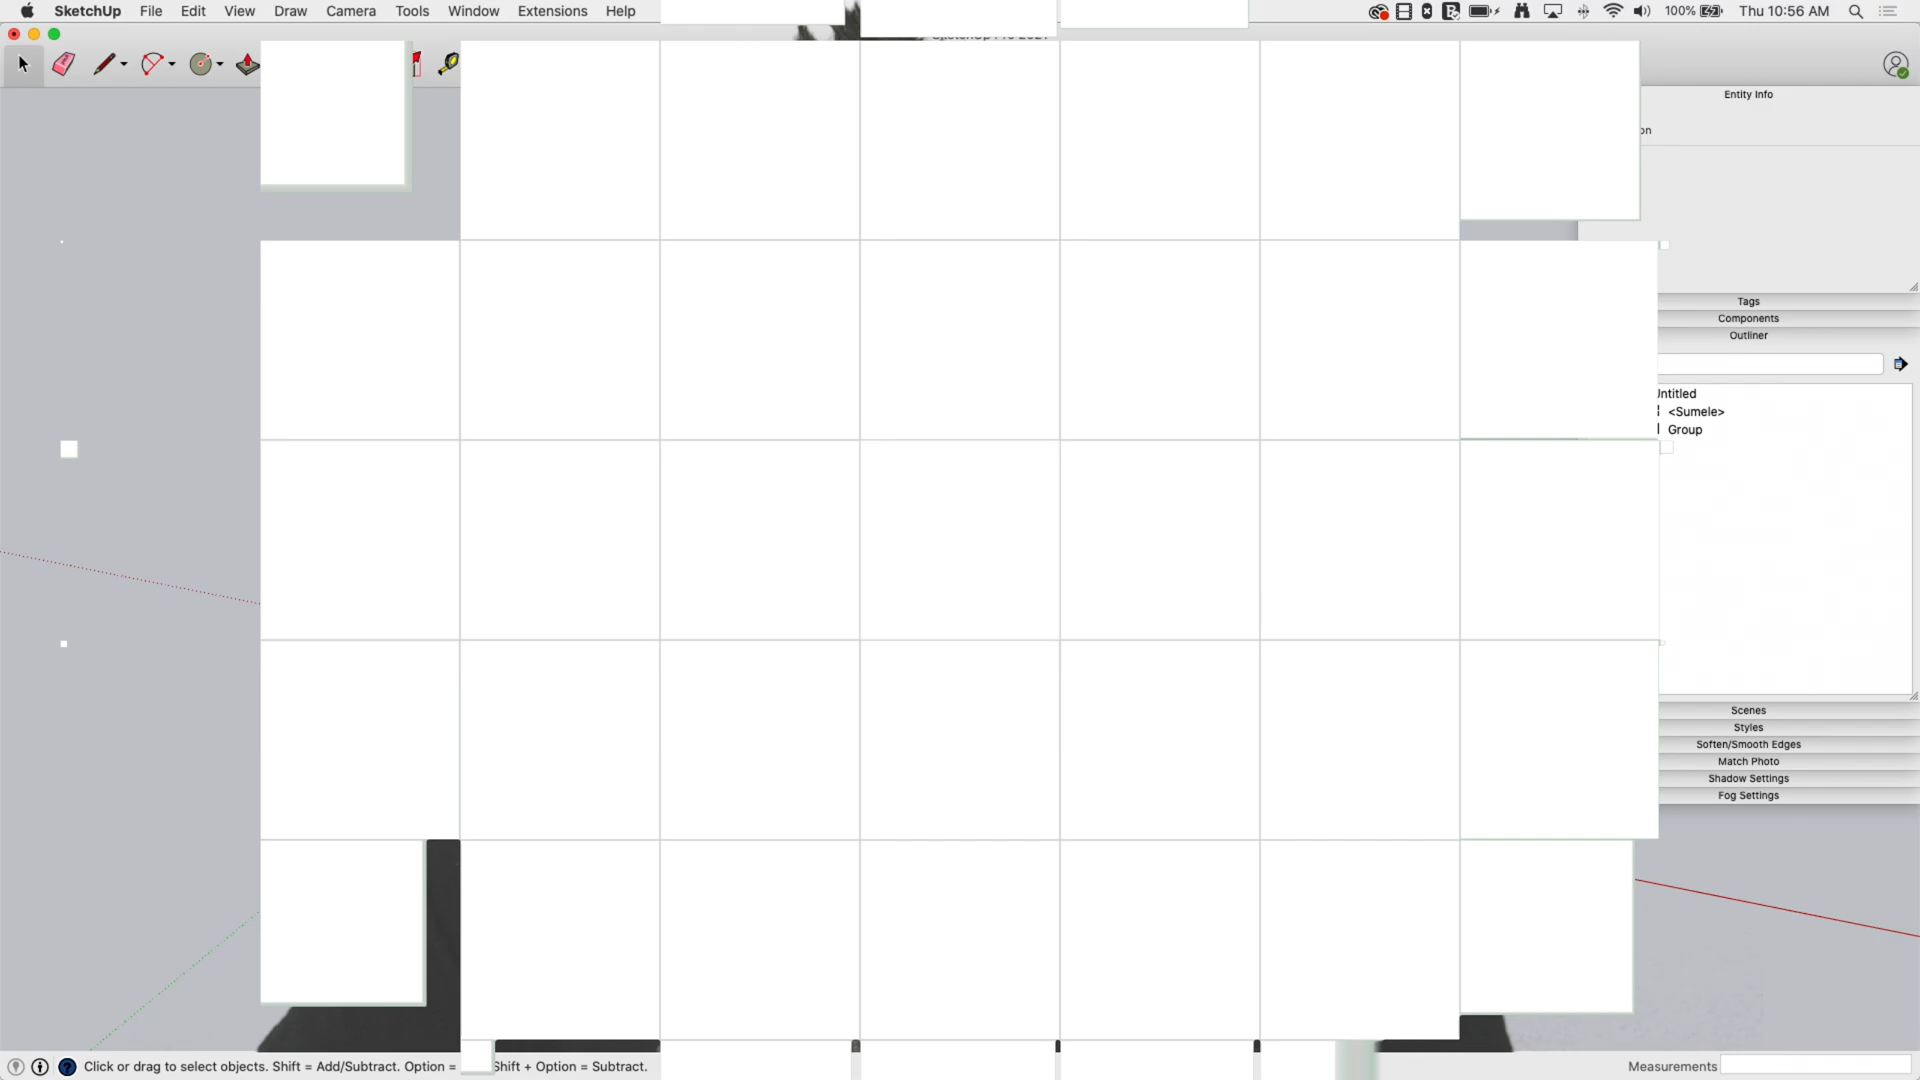 SketchUp File Edit View Draw Camera Tools Window Extensions Help 100% Thu 10:56 AM
Entity Info
on
Tags
Components
Outliner
Untitled
<Sumele>
Group
Scenes
Styles
Soften/Smooth Edges
Match Photo
Shadow Settings
Fog Settings
Click or drag to select objects. Shift = Add/Subtract. Option = Shift + Option = Subtract. Measurements